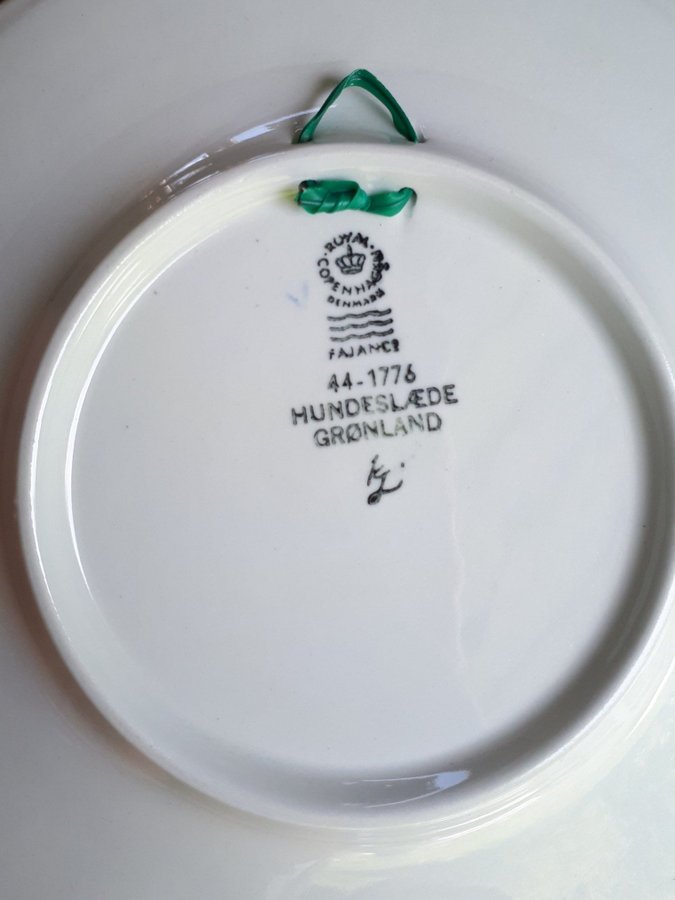 ROYAL COPENHAGEN
DENMARK
FAJANCE
44-1776
HUNDESLÆDE
GRØNLAND